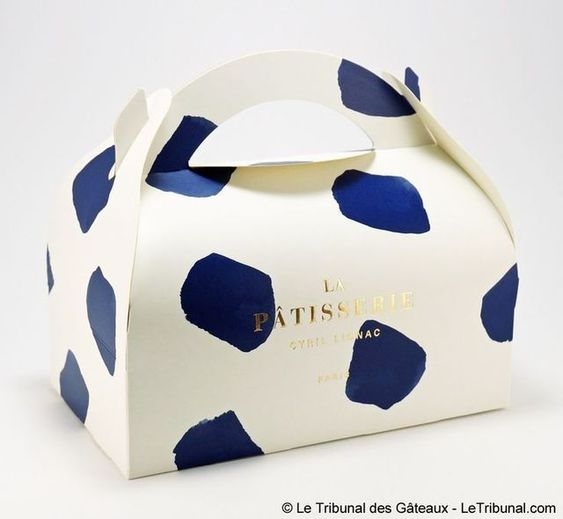 LA
PÂTISSERIE
CYRIL LIGNAC
PARIS
© Le Tribunal des Gâteaux - LeTribunal.com